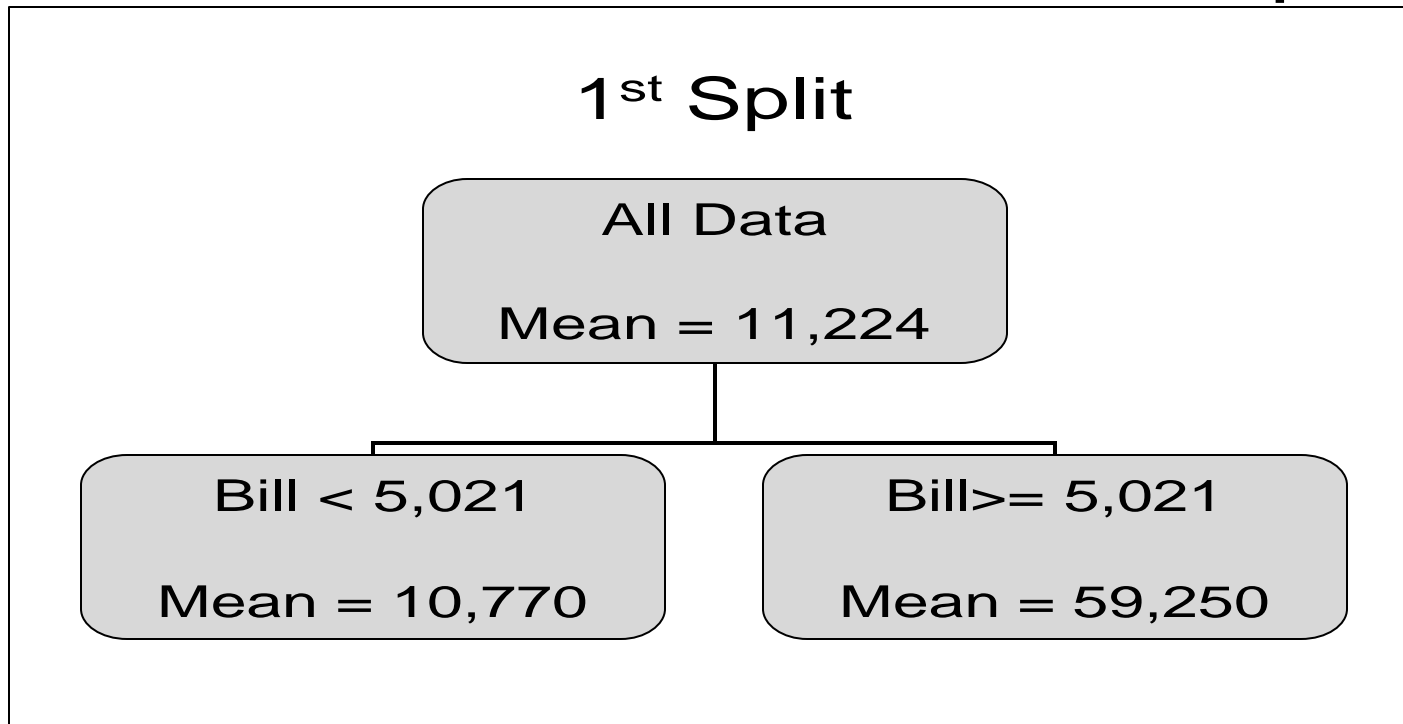 1st Split
All Data
Mean = 11,224
Bill < 5,021
Mean = 10,770
Bill>= 5,021
Mean = 59,250